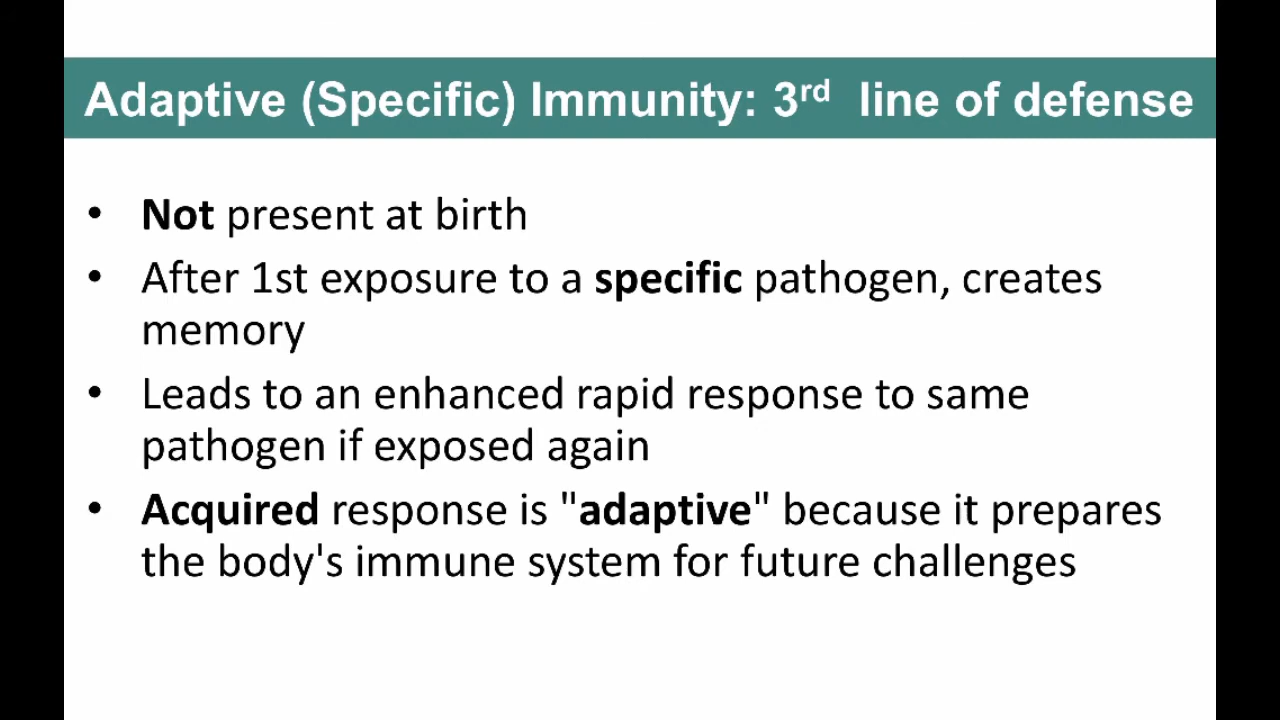 Adaptive (Specific) Immunity: 3rd line of defense
• Not present at birth
• After 1st exposure to a specific pathogen, creates
memory
• Leads to an enhanced rapid response to same
pathogen if exposed again
• Acquired response is "adaptive" because it prepares
the body's immune system for future challenges